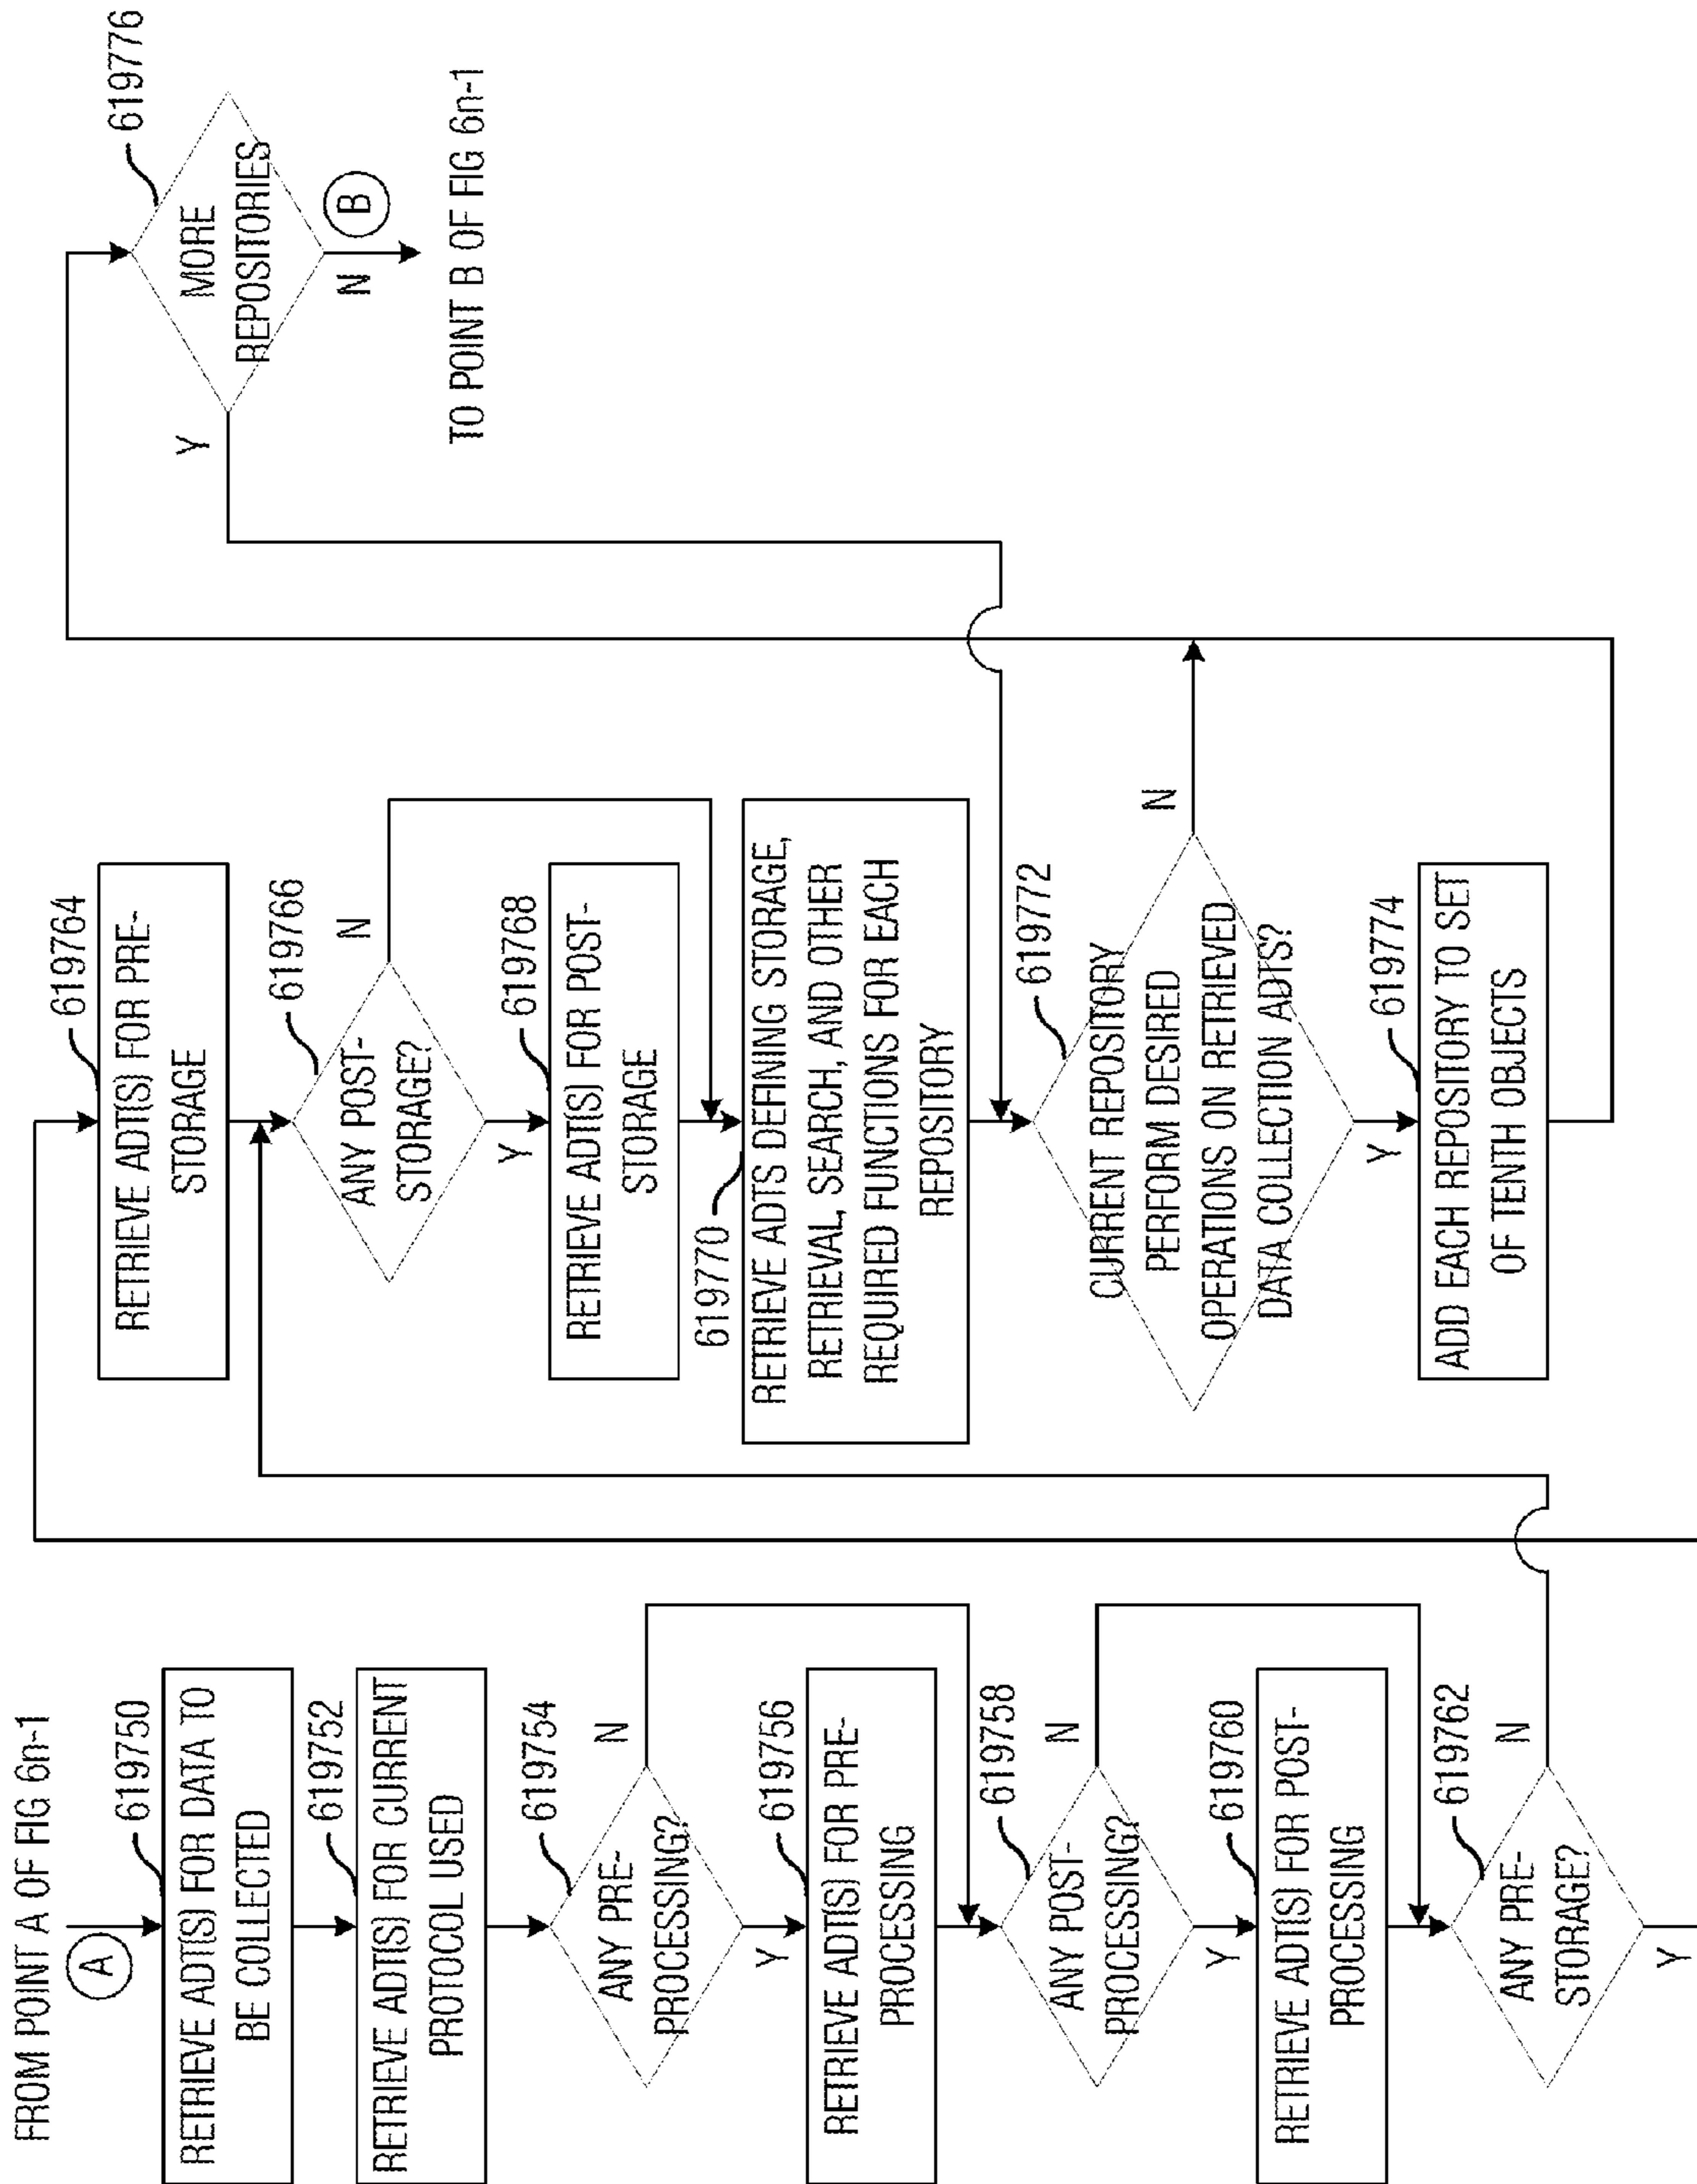 FROM POINT A OF FIG 6n-1
A
619750
RETRIEVE ADT(S) FOR DATA TO
BE COLLECTED
619752
RETRIEVE ADT(S) FOR CURRENT
PROTOCOL USED
619754
ANY PRE-
PROCESSING?
N
Y
619756
RETRIEVE ADT(S) FOR PRE-
PROCESSING
619758
ANY POST-
PROCESSING?
N
Y
619760
RETRIEVE ADT(S) FOR POST-
PROCESSING
619762
ANY PRE-
STORAGE?
N
Y
619764
RETRIEVE ADT(S) FOR PRE-
STORAGE
619766
ANY POST-
STORAGE?
N
Y
619768
RETRIEVE ADT(S) FOR POST-
STORAGE
619770
RETRIEVE ADTS DEFINING STORAGE,
RETRIEVAL, SEARCH, AND OTHER
REQUIRED FUNCTIONS FOR EACH
REPOSITORY
619772
CURRENT REPOSITORY
PERFORM DESIRED
OPERATIONS ON RETRIEVED
DATA COLLECTION ADTS?
N
Y
619774
ADD EACH REPOSITORY TO SET
OF TENTH OBJECTS
619776
MORE
REPOSITORIES
Y
N
B
TO POINT B OF FIG 6n-1